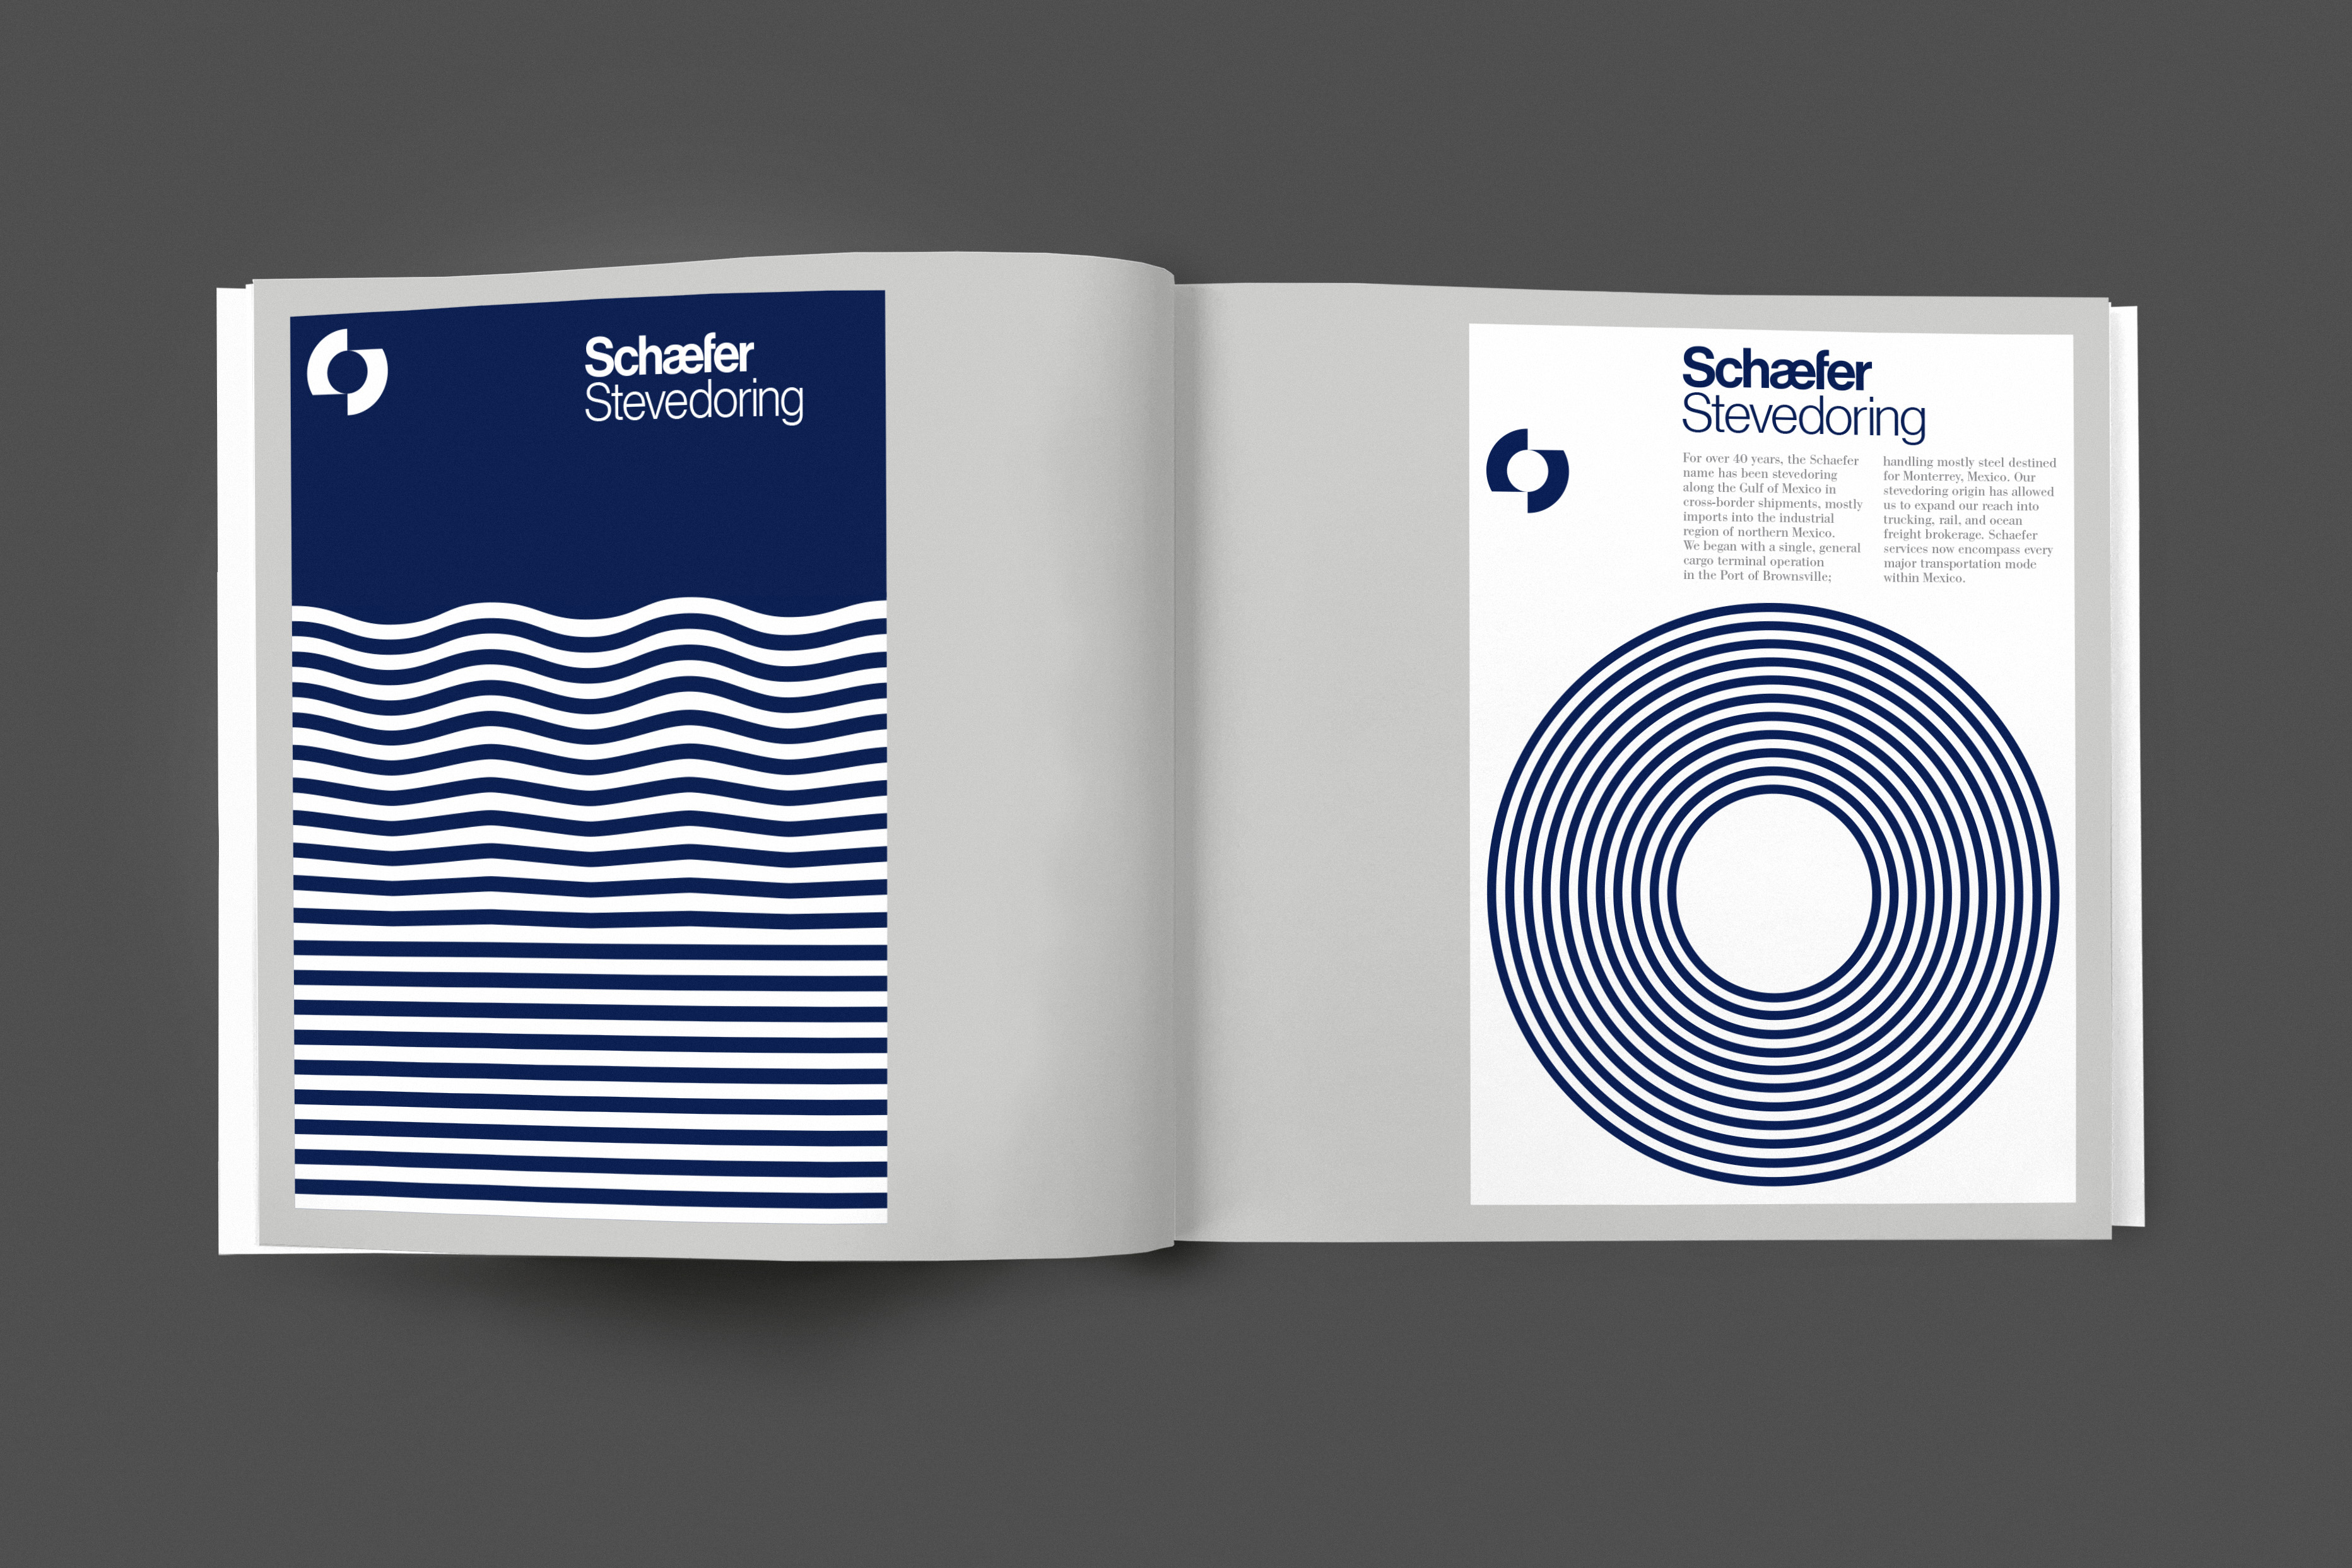 Schæfer
Stevedoring
Schæfer
Stevedoring
For over 40 years, the Schaefer
name has been stevedoring
along the Gulf of Mexico in
cross-border shipments, mostly
imports into the industrial
region of northern Mexico.
We began with a single, general
cargo terminal operation
in the Port of Brownsville;
handling mostly steel destined
for Monterrey, Mexico. Our
stevedoring origin has allowed
us to expand our reach into
trucking, rail, and ocean
freight brokerage. Schaefer
services now encompass every
major transportation mode
within Mexico.